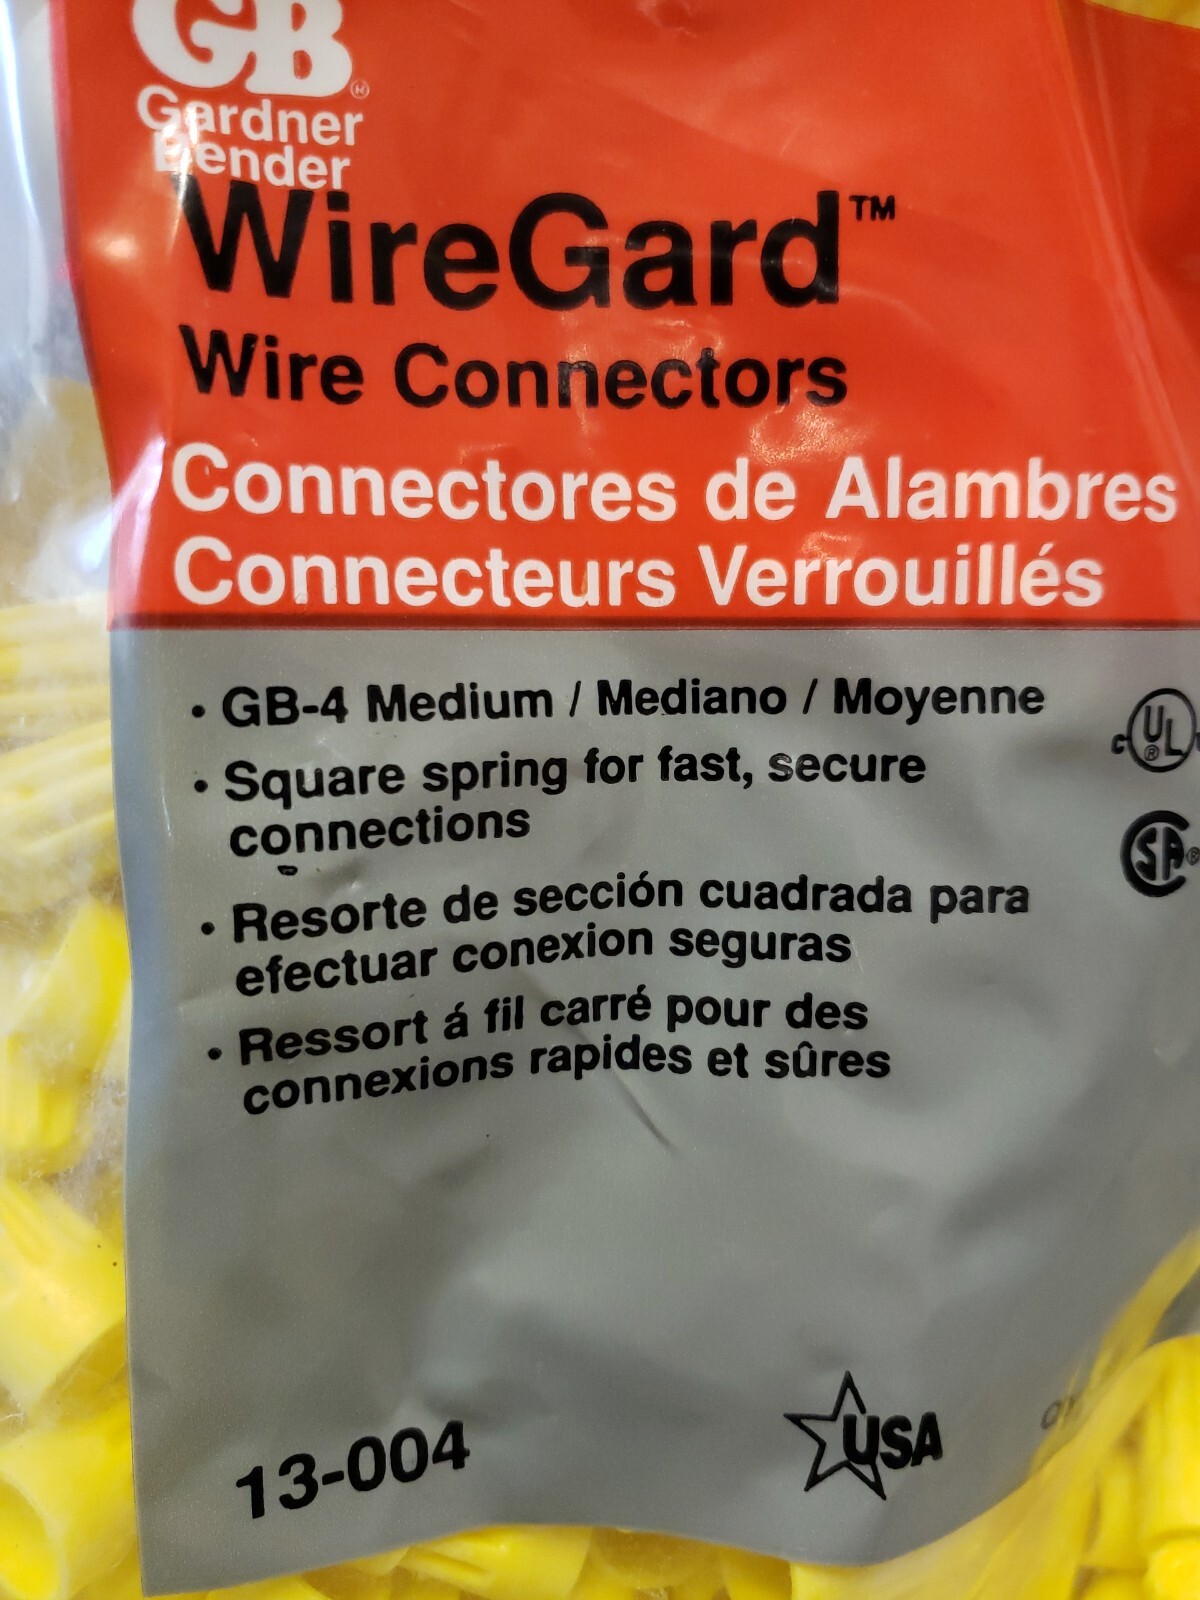 GB®
Gardner
Bender
WireGard™
Wire Connectors
Connectores de Alambres
Connecteurs Verrouillés
· GB-4 Medium / Mediano / Moyenne
· Square spring for fast, secure
connections
· Resorte de sección cuadrada para
efectuar conexion seguras
· Ressort á fil carré pour des
connexions rapides et sûres
C UL®
SA®
13-004
USA